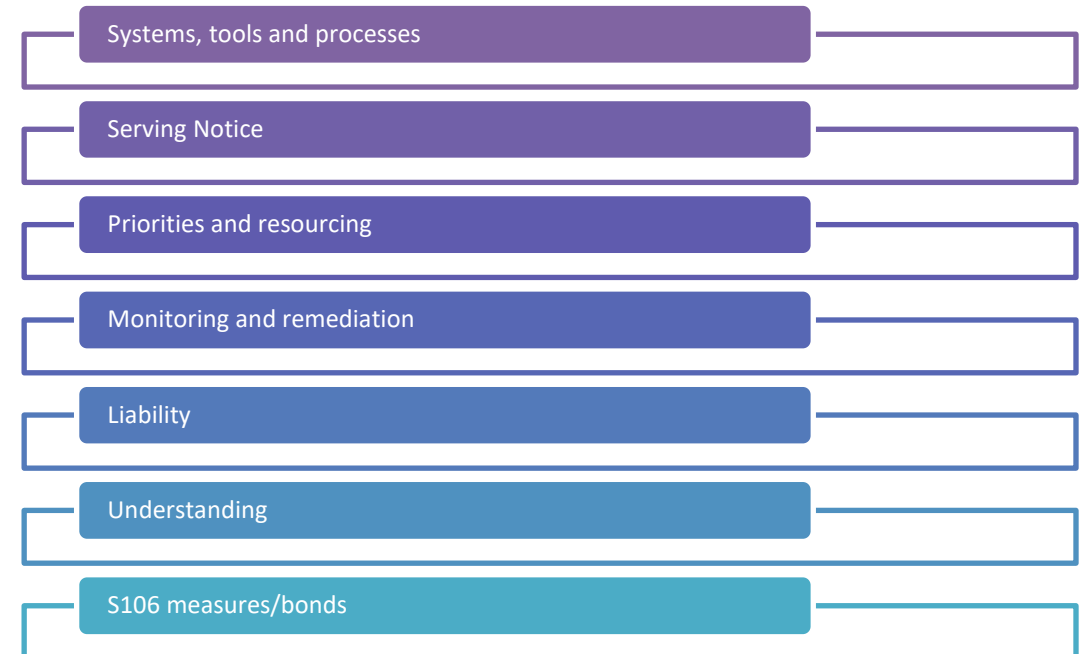 Systems, tools and processes
Serving Notice
Priorities and resourcing
Monitoring and remediation
Liability
Understanding
S106 measures/bonds